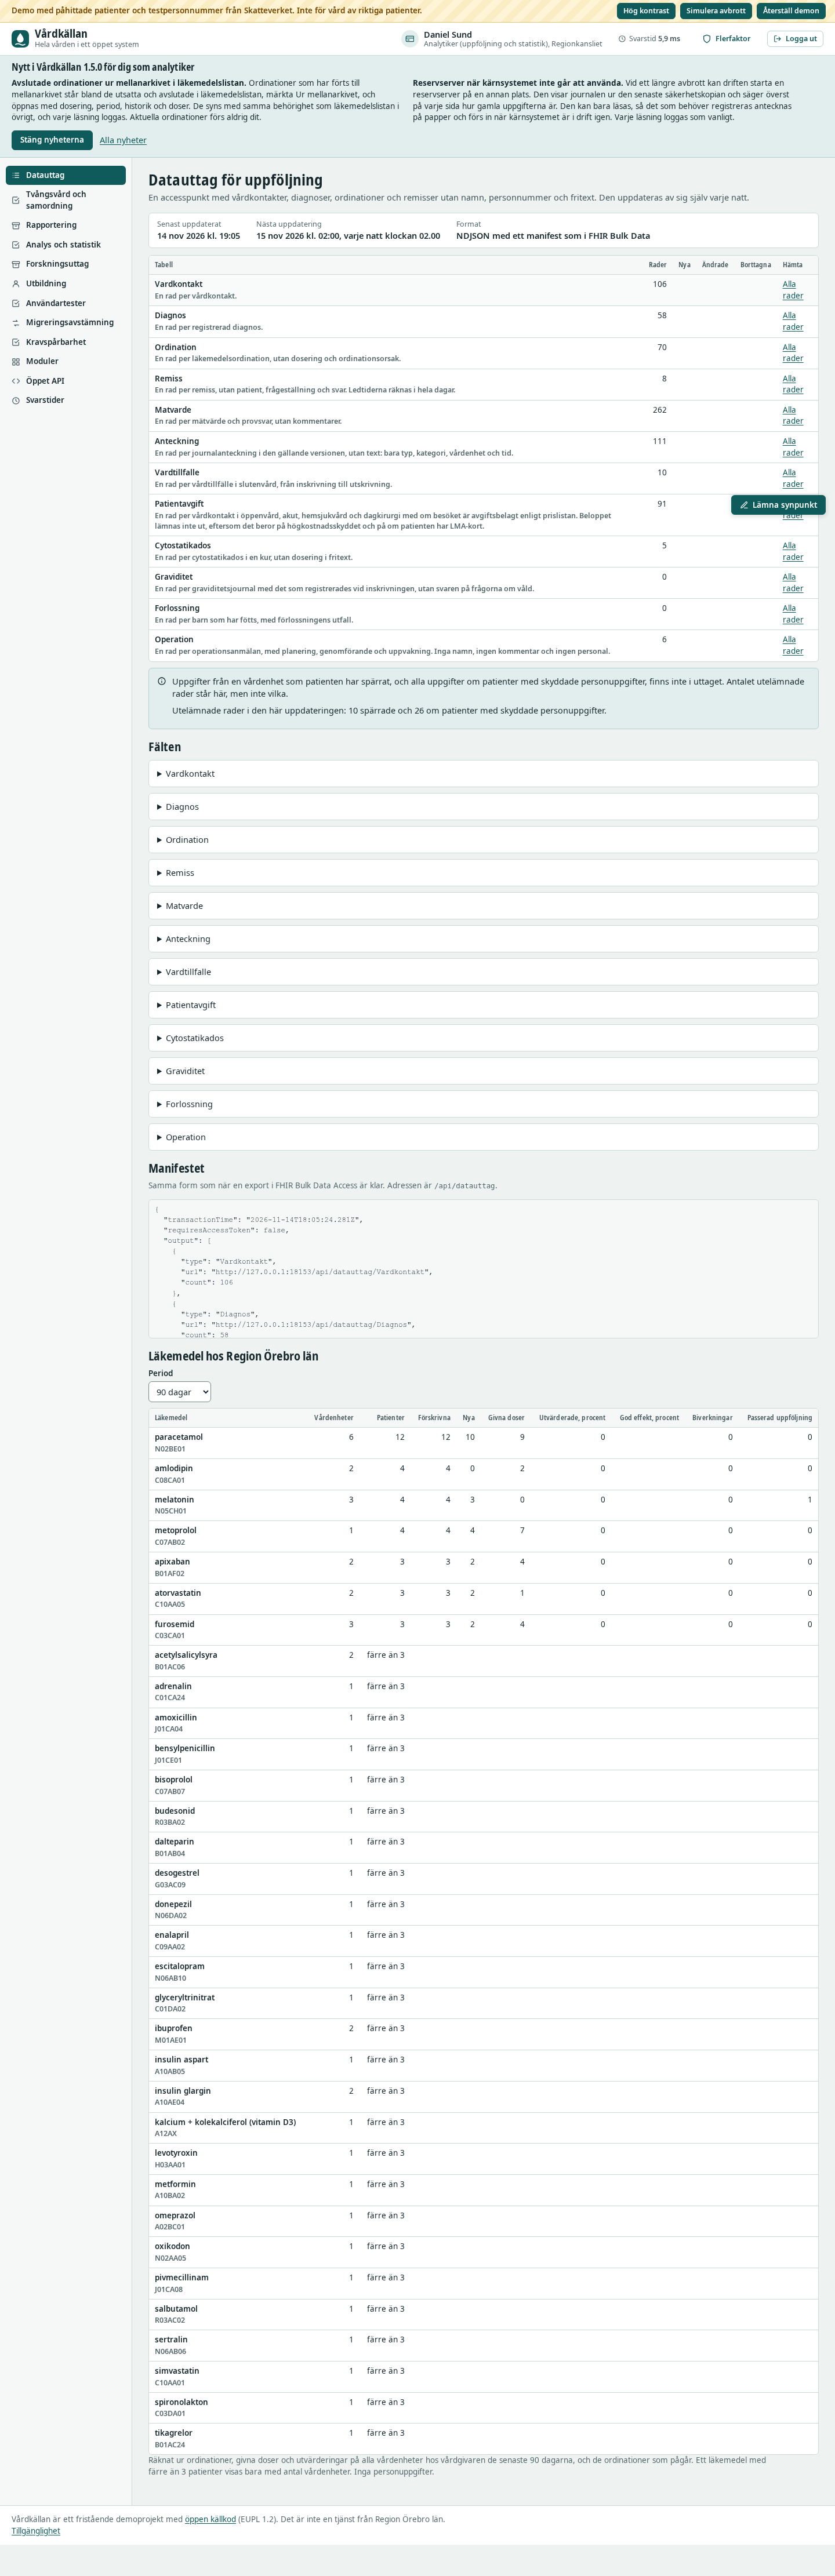 Demo med påhittade patienter och testpersonnummer från Skatteverket. Inte för vård av riktiga patienter.
Hög kontrast
Simulera avbrott
Återställ demon
Vårdkällan
Hela vården i ett öppet system
Daniel Sund
Analytiker (uppföljning och statistik), Regionkansliet
Svarstid 5,9 ms
Flerfaktor
Logga ut
Nytt i Vårdkällan 1.5.0 för dig som analytiker
Avslutade ordinationer ur mellanarkivet i läkemedelslistan. Ordinationer som har förts till
mellanarkivet står bland de utsatta och avslutade i läkemedelslistan, märkta Ur mellanarkivet, och
öppnas med dosering, period, historik och doser. De syns med samma behörighet som läkemedelslistan i
övrigt, och varje läsning loggas. Aktuella ordinationer förs aldrig dit.
Reservserver när kärnsystemet inte går att använda. Vid ett längre avbrott kan driften starta en
reservserver på en annan plats. Den visar journalen ur den senaste säkerhetskopian och säger överst
på varje sida hur gamla uppgifterna är. Den kan bara läsas, så det som behöver registreras antecknas
på papper och förs in när kärnsystemet är i drift igen. Varje läsning loggas som vanligt.
Stäng nyheterna
Alla nyheter
Datauttag
Tvångsvård och
samordning
Rapportering
Analys och statistik
Forskningsuttag
Utbildning
Användartester
Migreringsavstämning
Kravspårbarhet
Moduler
Öppet API
Svarstider
Datauttag för uppföljning
En accesspunkt med vårdkontakter, diagnoser, ordinationer och remisser utan namn, personnummer och fritext. Den uppdateras av sig själv varje natt.
Senast uppdaterat
14 nov 2026 kl. 19:05
Nästa uppdatering
15 nov 2026 kl. 02:00, varje natt klockan 02.00
Format
NDJSON med ett manifest som i FHIR Bulk Data
Tabell Rader Nya Ändrade Borttagna Hämta
Vardkontakt 106 Alla
En rad per vårdkontakt. rader
Diagnos 58 Alla
En rad per registrerad diagnos. rader
Ordination 70 Alla
En rad per läkemedelsordination, utan dosering och ordinationsorsak. rader
Remiss 8 Alla
En rad per remiss, utan patient, frågeställning och svar. Ledtiderna räknas i hela dagar. rader
Matvarde 262 Alla
En rad per mätvärde och provsvar, utan kommentarer. rader
Anteckning 111 Alla
En rad per journalanteckning i den gällande versionen, utan text: bara typ, kategori, vårdenhet och tid. rader
Vardtillfalle 10 Alla
En rad per vårdtillfälle i slutenvård, från inskrivning till utskrivning. rader
Patientavgift 91
Lämna synpunkt
En rad per vårdkontakt i öppenvård, akut, hemsjukvård och dagkirurgi med om besöket är avgiftsbelagt enligt prislistan. Beloppet rader
lämnas inte ut, eftersom det beror på högkostnadsskyddet och på om patienten har LMA-kort.
Cytostatikados 5 Alla
En rad per cytostatikados i en kur, utan dosering i fritext. rader
Graviditet 0 Alla
En rad per graviditetsjournal med det som registrerades vid inskrivningen, utan svaren på frågorna om våld. rader
Forlossning 0 Alla
En rad per barn som har fötts, med förlossningens utfall. rader
Operation 6 Alla
En rad per operationsanmälan, med planering, genomförande och uppvakning. Inga namn, ingen kommentar och ingen personal. rader
Uppgifter från en vårdenhet som patienten har spärrat, och alla uppgifter om patienter med skyddade personuppgifter, finns inte i uttaget. Antalet utelämnade
rader står här, men inte vilka.
Utelämnade rader i den här uppdateringen: 10 spärrade och 26 om patienter med skyddade personuppgifter.
Fälten
Vardkontakt
Diagnos
Ordination
Remiss
Matvarde
Anteckning
Vardtillfalle
Patientavgift
Cytostatikados
Graviditet
Forlossning
Operation
Manifestet
Samma form som när en export i FHIR Bulk Data Access är klar. Adressen är /api/datauttag.
{
"transactionTime": "2026-11-14T18:05:24.281Z",
"requiresAccessToken": false,
"output": [
{
"type": "Vardkontakt",
"url": "http://127.0.0.1:18153/api/datauttag/Vardkontakt",
"count": 106
},
{
"type": "Diagnos",
"url": "http://127.0.0.1:18153/api/datauttag/Diagnos",
"count": 58
Läkemedel hos Region Örebro län
Period
90 dagar
Läkemedel Vårdenheter Patienter Förskrivna Nya Givna doser Utvärderade, procent God effekt, procent Biverkningar Passerad uppföljning
paracetamol 6 12 12 10 9 0 0 0
N02BE01
amlodipin 2 4 4 0 2 0 0 0
C08CA01
melatonin 3 4 4 3 0 0 0 1
N05CH01
metoprolol 1 4 4 4 7 0 0 0
C07AB02
apixaban 2 3 3 2 4 0 0 0
B01AF02
atorvastatin 2 3 3 2 1 0 0 0
C10AA05
furosemid 3 3 3 2 4 0 0 0
C03CA01
acetylsalicylsyra 2 färre än 3
B01AC06
adrenalin 1 färre än 3
C01CA24
amoxicillin 1 färre än 3
J01CA04
bensylpenicillin 1 färre än 3
J01CE01
bisoprolol 1 färre än 3
C07AB07
budesonid 1 färre än 3
R03BA02
dalteparin 1 färre än 3
B01AB04
desogestrel 1 färre än 3
G03AC09
donepezil 1 färre än 3
N06DA02
enalapril 1 färre än 3
C09AA02
escitalopram 1 färre än 3
N06AB10
glyceryltrinitrat 1 färre än 3
C01DA02
ibuprofen 2 färre än 3
M01AE01
insulin aspart 1 färre än 3
A10AB05
insulin glargin 2 färre än 3
A10AE04
kalcium + kolekalciferol (vitamin D3) 1 färre än 3
A12AX
levotyroxin 1 färre än 3
H03AA01
metformin 1 färre än 3
A10BA02
omeprazol 1 färre än 3
A02BC01
oxikodon 1 färre än 3
N02AA05
pivmecillinam 1 färre än 3
J01CA08
salbutamol 1 färre än 3
R03AC02
sertralin 1 färre än 3
N06AB06
simvastatin 1 färre än 3
C10AA01
spironolakton 1 färre än 3
C03DA01
tikagrelor 1 färre än 3
B01AC24
Räknat ur ordinationer, givna doser och utvärderingar på alla vårdenheter hos vårdgivaren de senaste 90 dagarna, och de ordinationer som pågår. Ett läkemedel med
färre än 3 patienter visas bara med antal vårdenheter. Inga personuppgifter.
Vårdkällan är ett fristående demoprojekt med öppen källkod (EUPL 1.2). Det är inte en tjänst från Region Örebro län.
Tillgänglighet